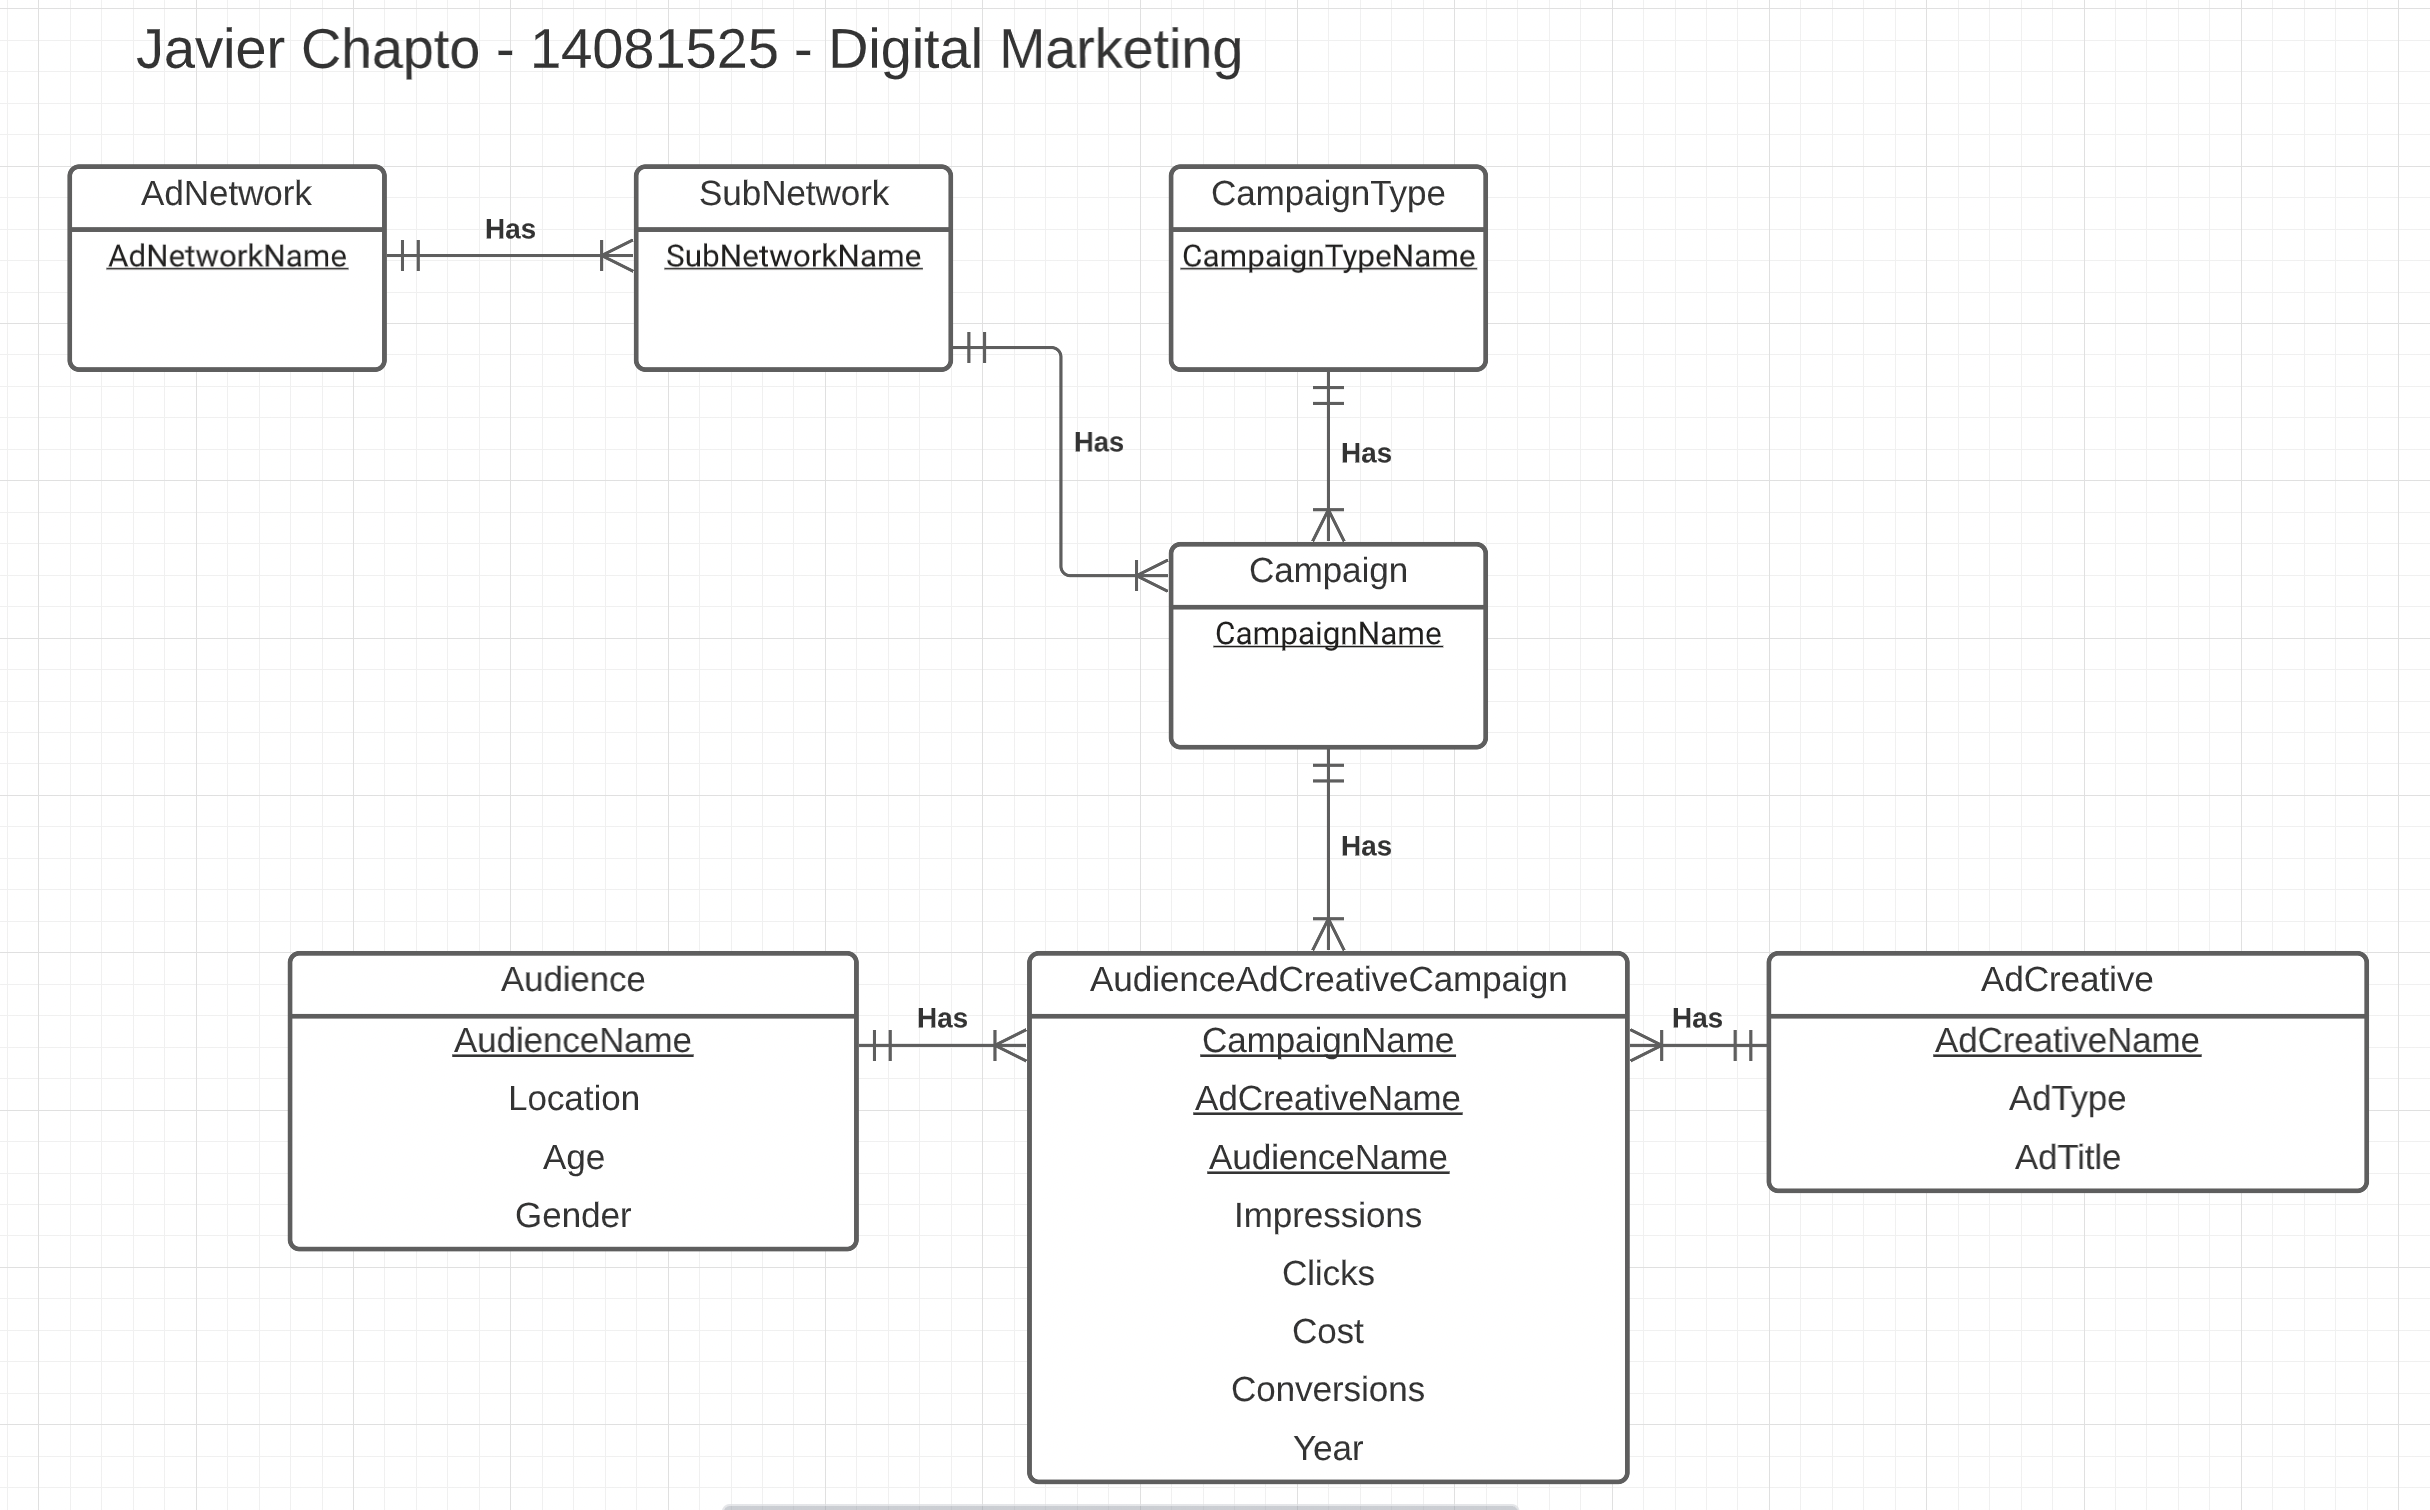 Javier Chapto - 14081525 - Digital Marketing
AdNetwork
AdNetworkName
Has
SubNetwork
SubNetworkName
CampaignType
CampaignTypeName
Has
Has
Campaign
CampaignName
Has
Audience
AudienceName
Location
Age
Gender
Has
AudienceAdCreativeCampaign
CampaignName
AdCreativeName
AudienceName
Impressions
Clicks
Cost
Conversions
Year
Has
AdCreative
AdCreativeName
AdType
AdTitle